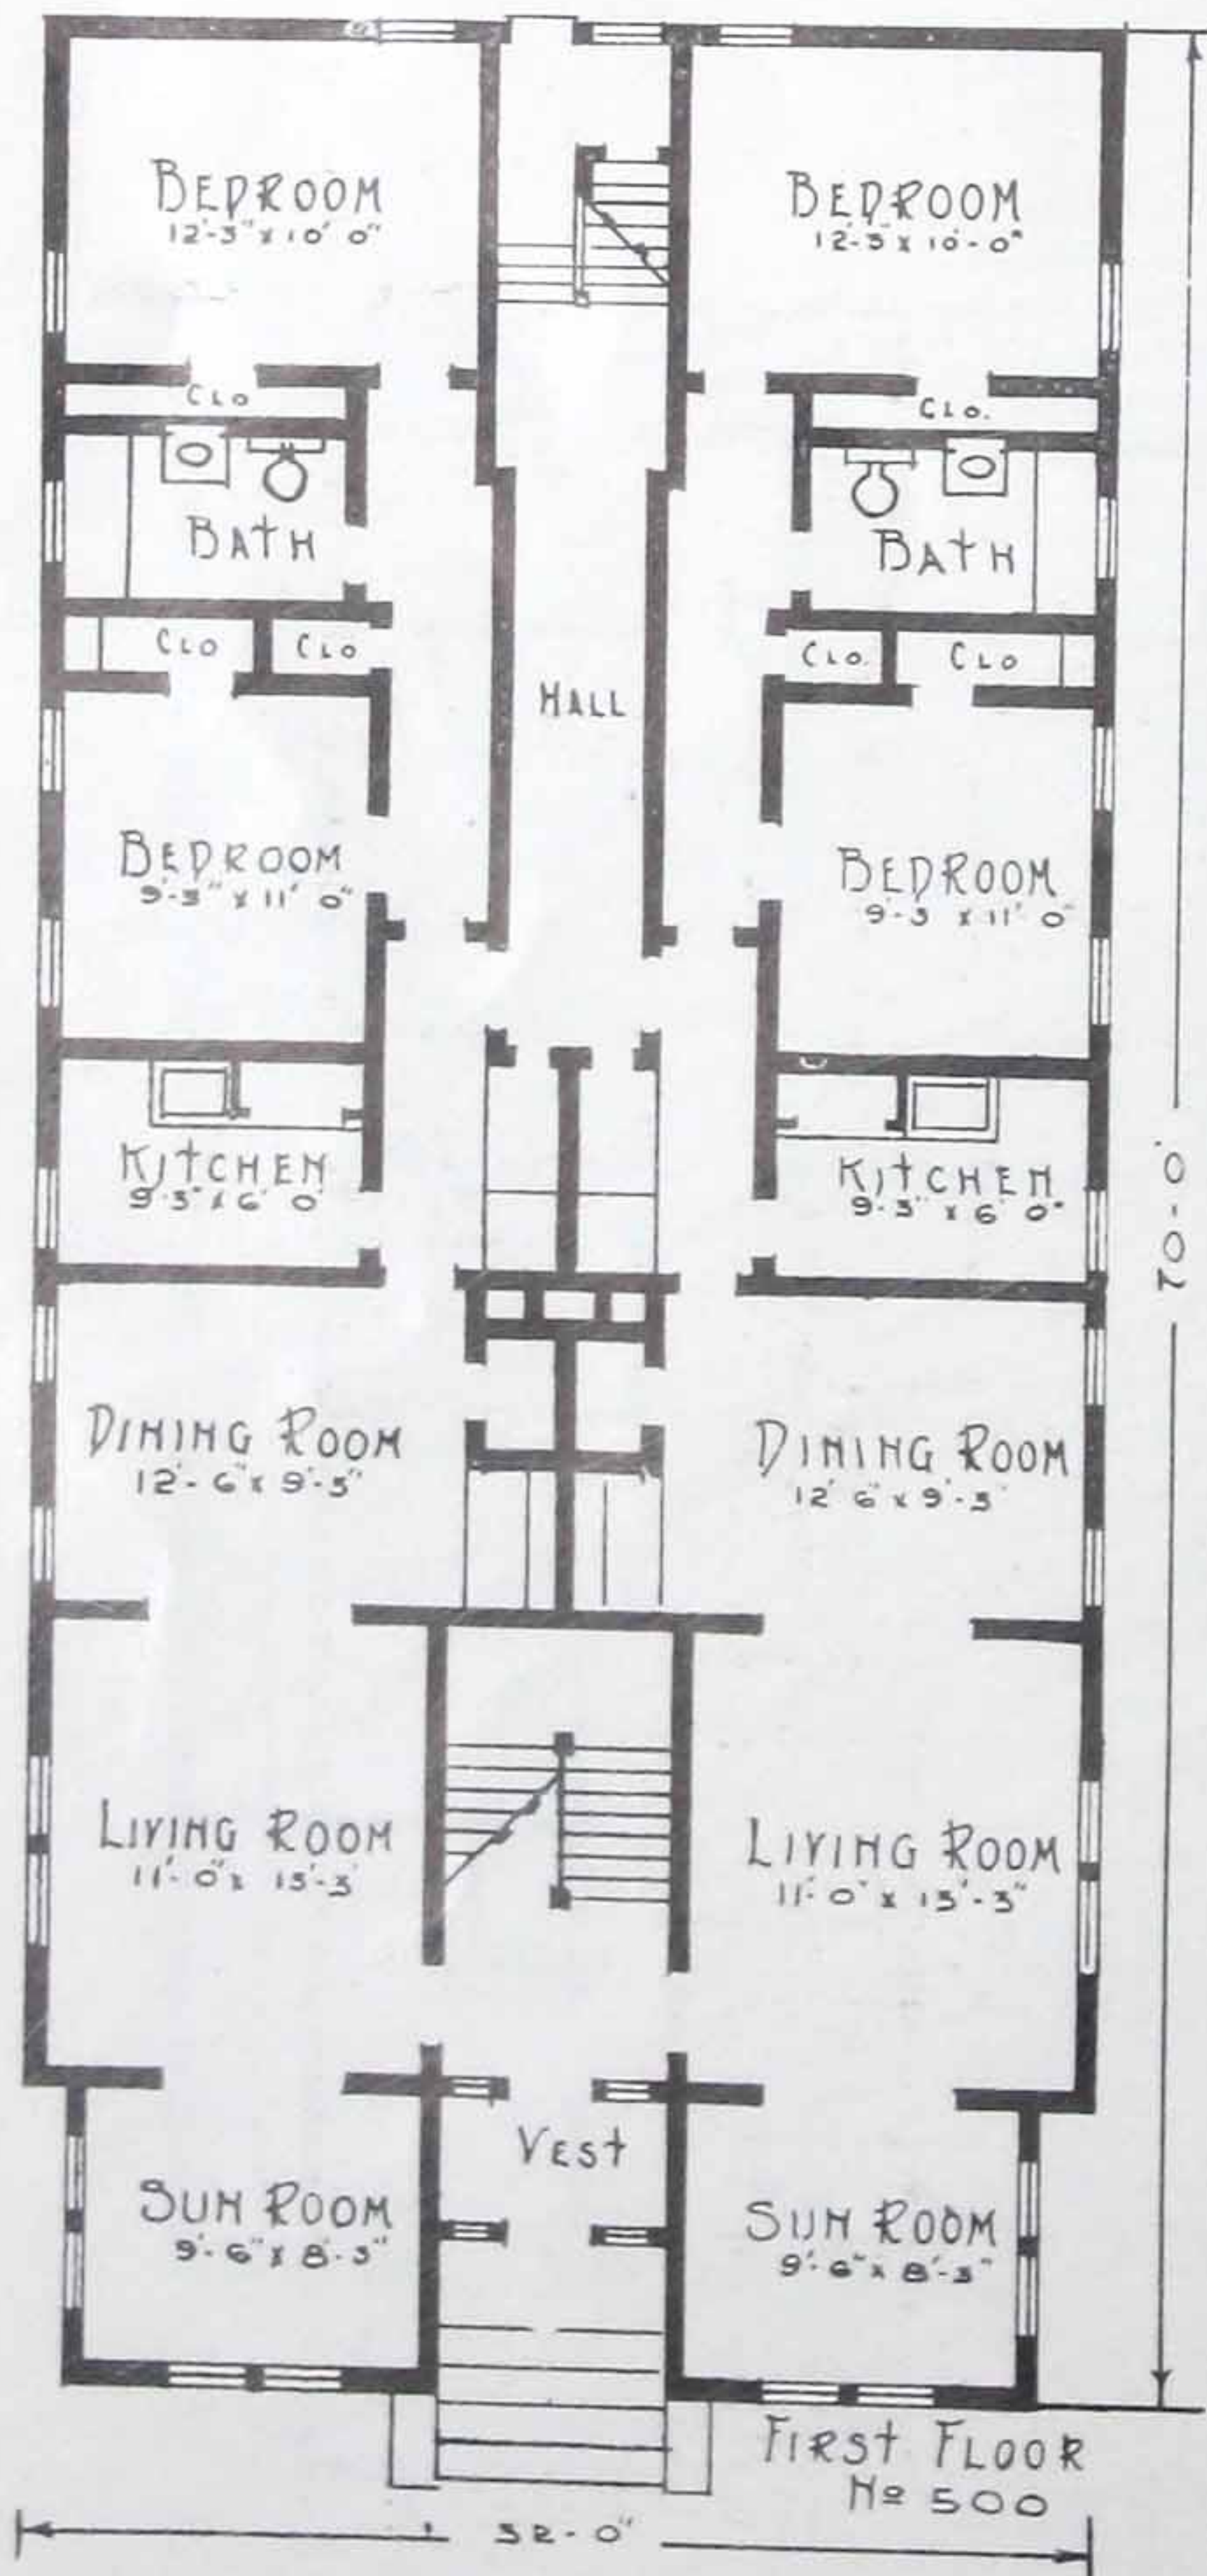 BEDROOM
12'-3" x 10' 0"
BEDROOM
12-3 x 10-0"
CLO
CLO.
BATH
BATH
CLO
CLO
CLO.
CLO
HALL
BEDROOM
9'-3" x 11' 0"
BEDROOM
9-3 x 11' 0"
KITCHEN
9-3" x 6' 0
KITCHEN
9-3" x 6' 0"
70-0"
DINING ROOM
12'-6" x 9'-3"
DINING ROOM
12' 6" x 9'-3
LIVING ROOM
11'-0" x 13'-3
LIVING ROOM
11'-0" x 13'-3"
VEST
SUN ROOM
9'-6" x 8'-3"
SUN ROOM
9'-6" x 8'-3"
FIRST FLOOR
No 500
32-0"